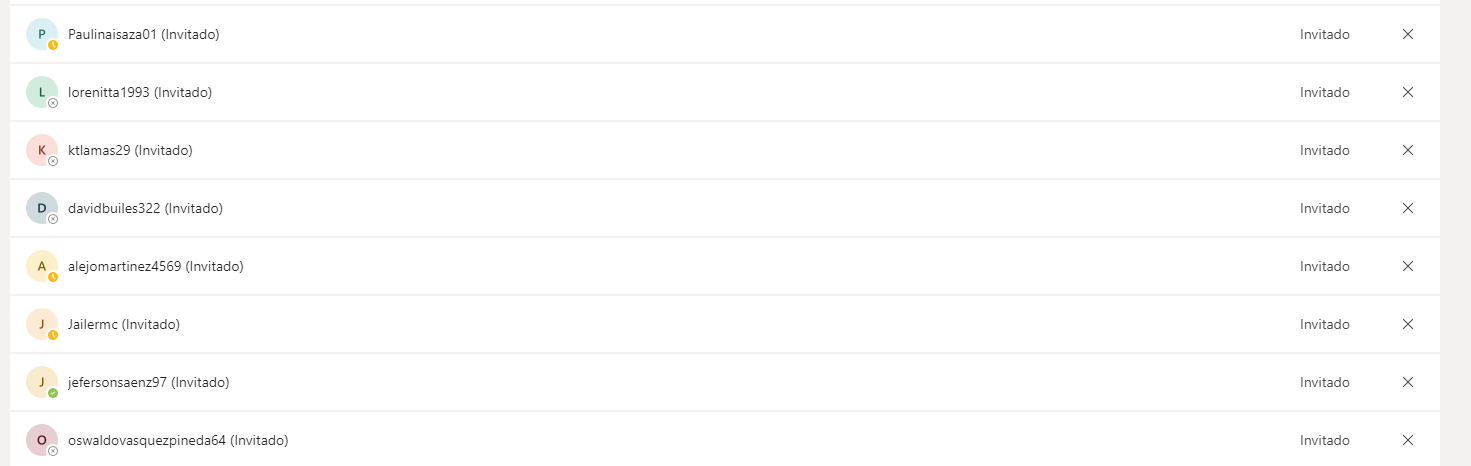 P Paulinaisaza01 (Invitado) Invitado
L lorenitta1993 (Invitado) Invitado
K ktlamas29 (Invitado) Invitado
D davidbuiles322 (Invitado) Invitado
A alejomartinez4569 (Invitado) Invitado
J Jailermc (Invitado) Invitado
J jefersonsaenz97 (Invitado) Invitado
O oswaldovasquezpineda64 (Invitado) Invitado